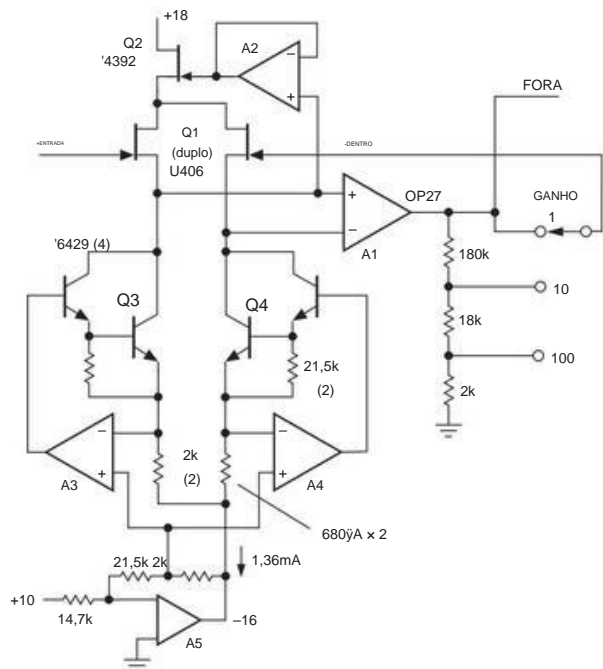 +18
Q2
'4392
A2
–
+
FORA
Q1
(duplo)
U406
+ENTRADA
-DENTRO
OP27
GANHO
1
+
–
A1
'6429 (4)
180k
Q3
Q4
10
18k
21,5k
(2)
100
2k
–
+
A3
2k
(2)
–
+
A4
680ÿA × 2
21,5k 2k
1,36mA
+10
14,7k
–16
A5